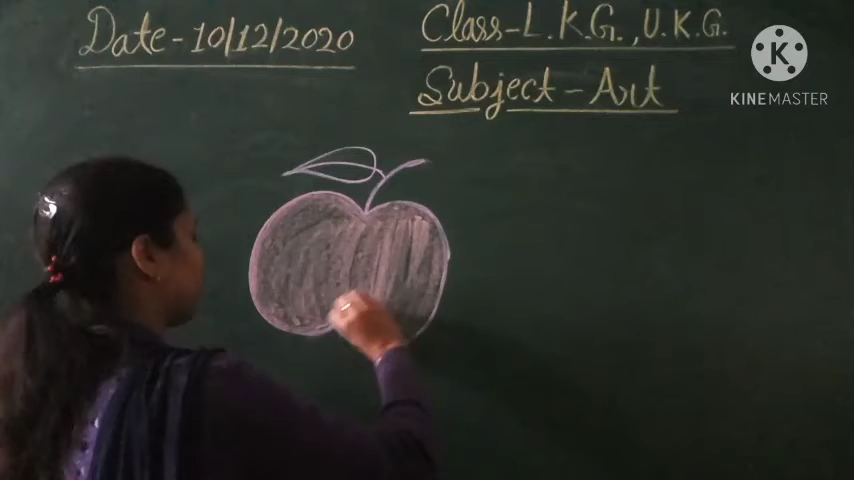 Date-10/12/2020
Class-L.K.G.,U.K.G.
Subject-Art
K
KINEMASTER